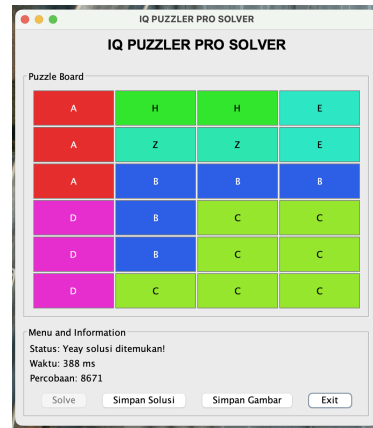 IQ PUZZLER PRO SOLVER
IQ PUZZLER PRO SOLVER
Puzzle Board
A H H E
A Z Z E
A B B B
D B C C
D B C C
D C C C
Menu and Information
Status: Yeay solusi ditemukan!
Waktu: 388 ms
Percobaan: 8671
Solve Simpan Solusi Simpan Gambar Exit